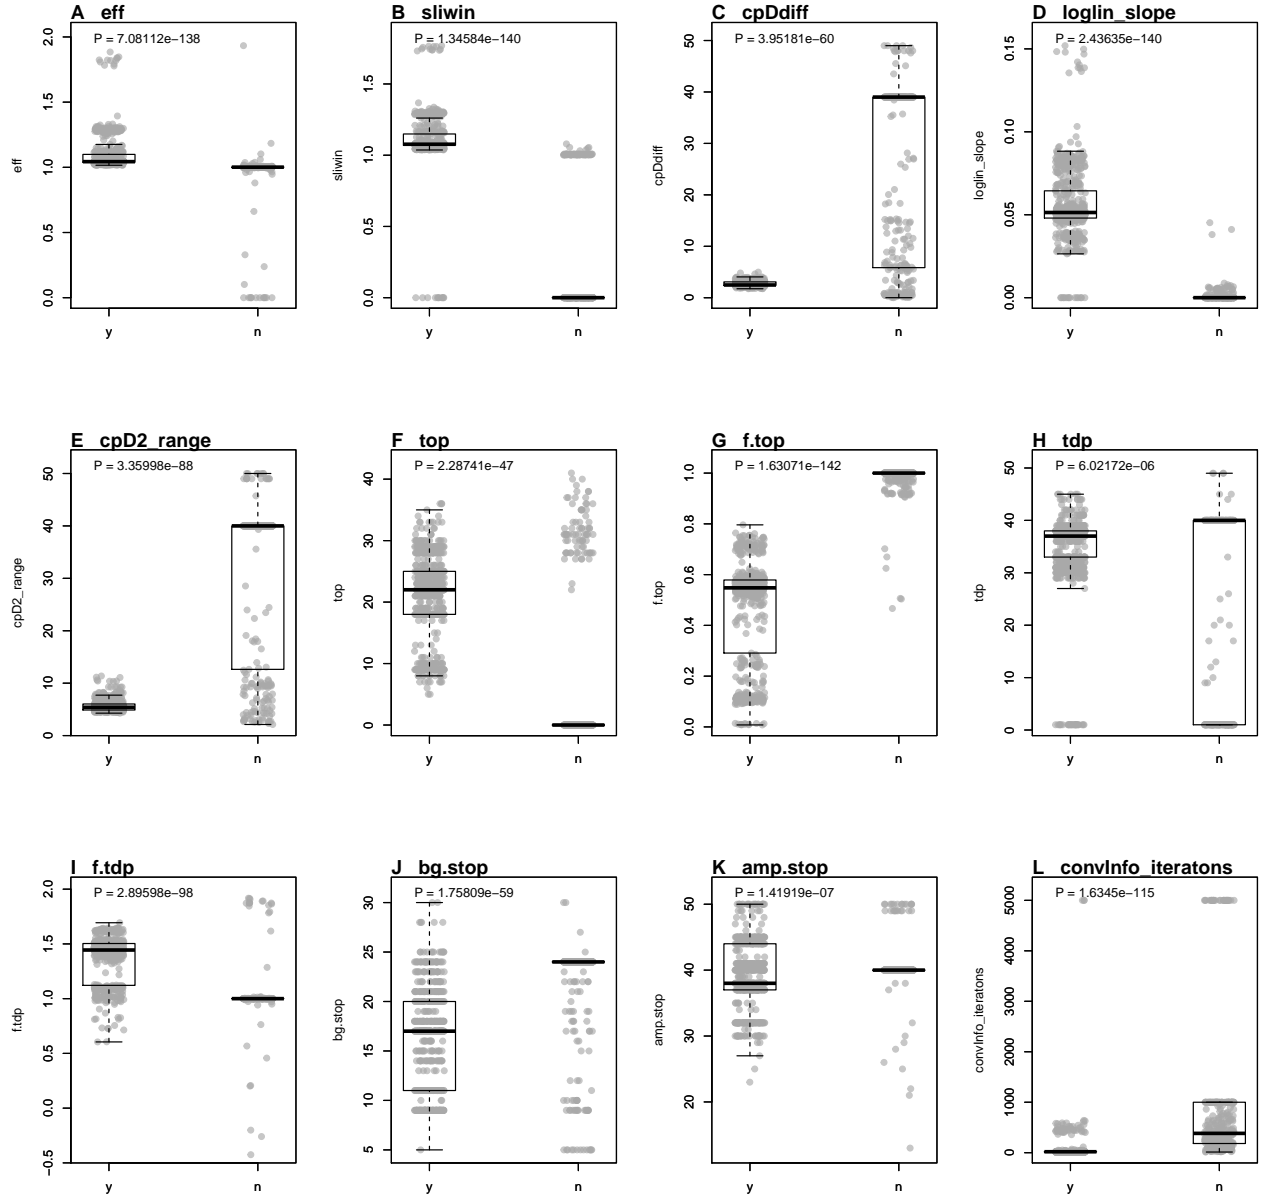 A eff
P = 7.08112e−138
eff
0.0
0.5
1.0
1.5
2.0
y
n
B sliwin
P = 1.34584e−140
sliwin
0.0
0.5
1.0
1.5
y
n
C cpDdiff
P = 3.95181e−60
cpDdiff
0
10
20
30
40
50
y
n
D loglin_slope
P = 2.43635e−140
loglin_slope
0.00
0.05
0.10
0.15
y
n
E cpD2_range
P = 3.35998e−88
cpD2_range
0
10
20
30
40
50
y
n
F top
P = 2.28741e−47
top
0
10
20
30
40
y
n
G f.top
P = 1.63071e−142
f.top
0.0
0.2
0.4
0.6
0.8
1.0
y
n
H tdp
P = 6.02172e−06
tdp
0
10
20
30
40
50
y
n
I f.tdp
P = 2.89598e−98
f.tdp
−0.5
0.0
0.5
1.0
1.5
2.0
y
n
J bg.stop
P = 1.75809e−59
bg.stop
5
10
15
20
25
30
y
n
K amp.stop
P = 1.41919e−07
amp.stop
20
30
40
50
y
n
L convInfo_iteratons
P = 1.6345e−115
convInfo_iteratons
0
1000
2000
3000
4000
5000
y
n